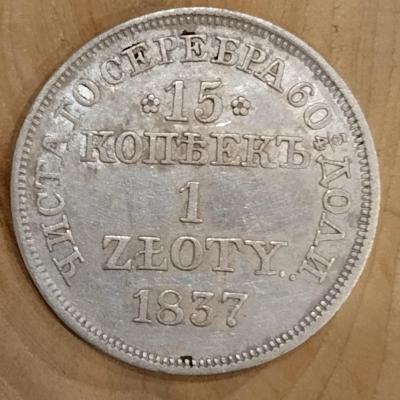 ЧИСТАГО СЕРЕБРА 60 ДОЛИ.
15
КОПѢЕКЪ
1
ZŁOTY.
1837